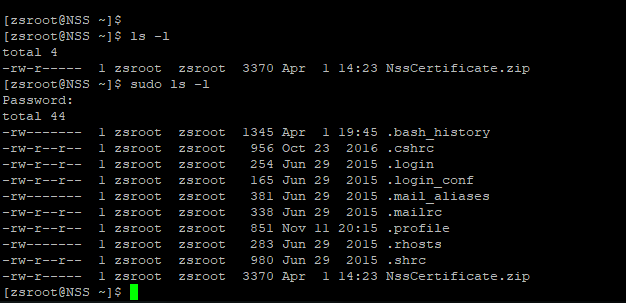 [zsroot@NSS ~]$
[zsroot@NSS ~]$ ls -l
total 4
-rw-r-----  1 zsroot  zsroot  3370 Apr  1 14:23 NssCertificate.zip
[zsroot@NSS ~]$ sudo ls -l
Password:
total 44
-rw-------  1 zsroot  zsroot  1345 Apr  1 19:45 .bash_history
-rw-r--r--  1 zsroot  zsroot   956 Oct 23  2016 .cshrc
-rw-r--r--  1 zsroot  zsroot   254 Jun 29  2015 .login
-rw-r--r--  1 zsroot  zsroot   165 Jun 29  2015 .login_conf
-rw-------  1 zsroot  zsroot   381 Jun 29  2015 .mail_aliases
-rw-r--r--  1 zsroot  zsroot   338 Jun 29  2015 .mailrc
-rw-r--r--  1 zsroot  zsroot   851 Nov 11 20:15 .profile
-rw-------  1 zsroot  zsroot   283 Jun 29  2015 .rhosts
-rw-r--r--  1 zsroot  zsroot   980 Jun 29  2015 .shrc
-rw-r-----  1 zsroot  zsroot  3370 Apr  1 14:23 NssCertificate.zip
[zsroot@NSS ~]$